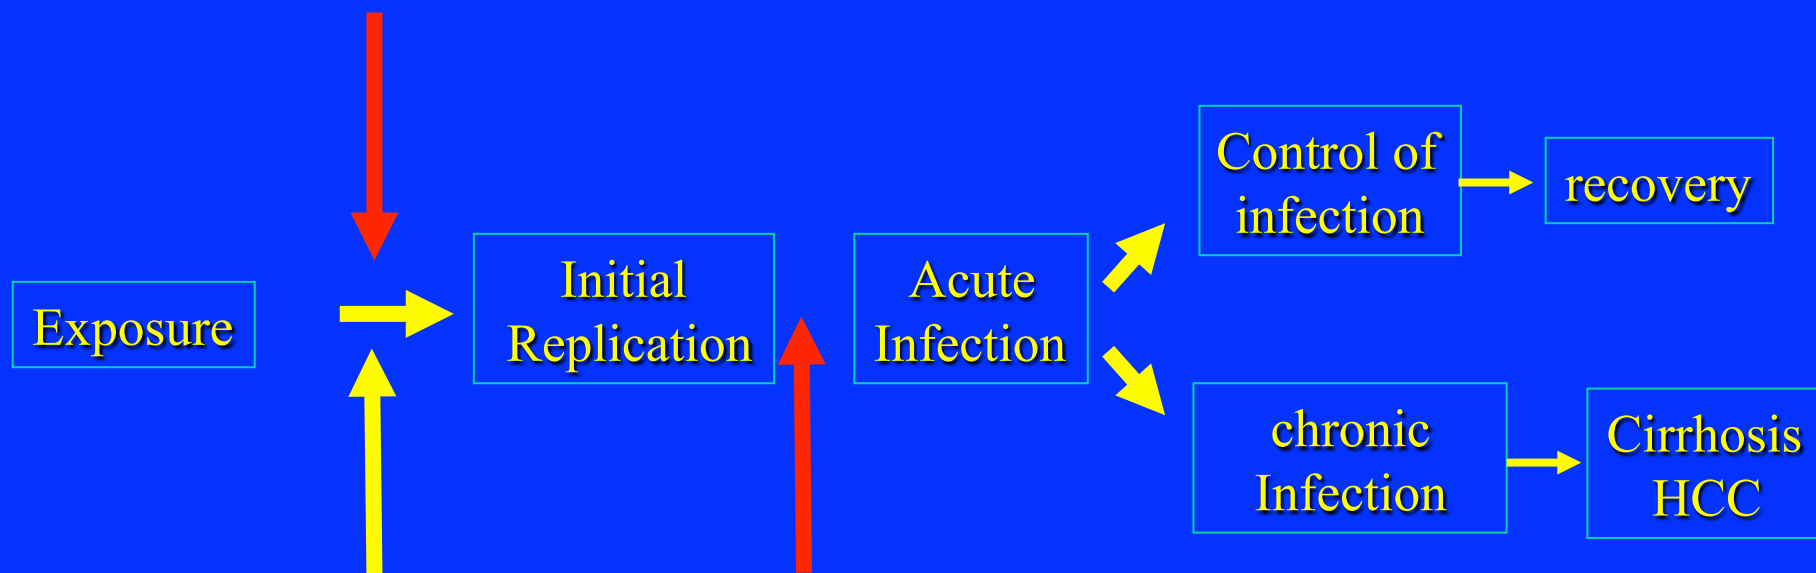 Exposure
Initial
Replication
Acute
Infection
Control of
infection
recovery
chronic
Infection
Cirrhosis
HCC